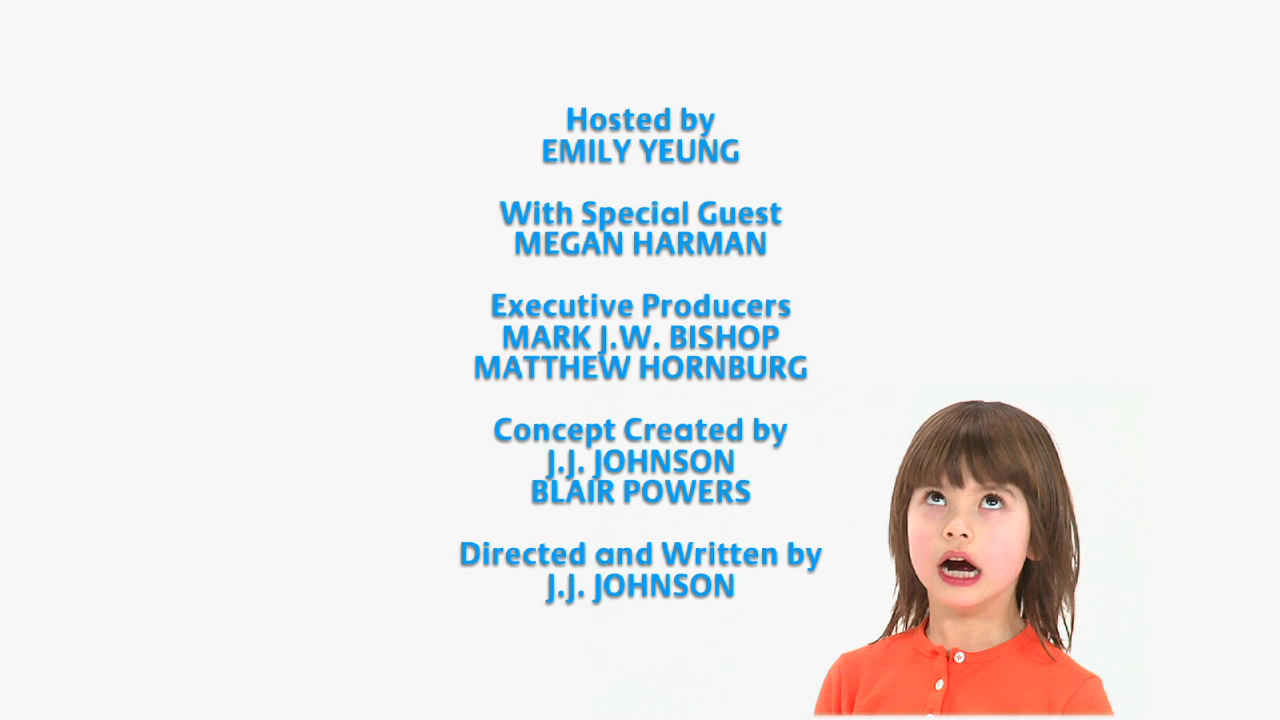 Hosted by
EMILY YEUNG
With Special Guest
MEGAN HARMAN
Executive Producers
MARK J.W. BISHOP
MATTHEW HORNBURG
Concept Created by
J.J. JOHNSON
BLAIR POWERS
Directed and Written by
J.J. JOHNSON